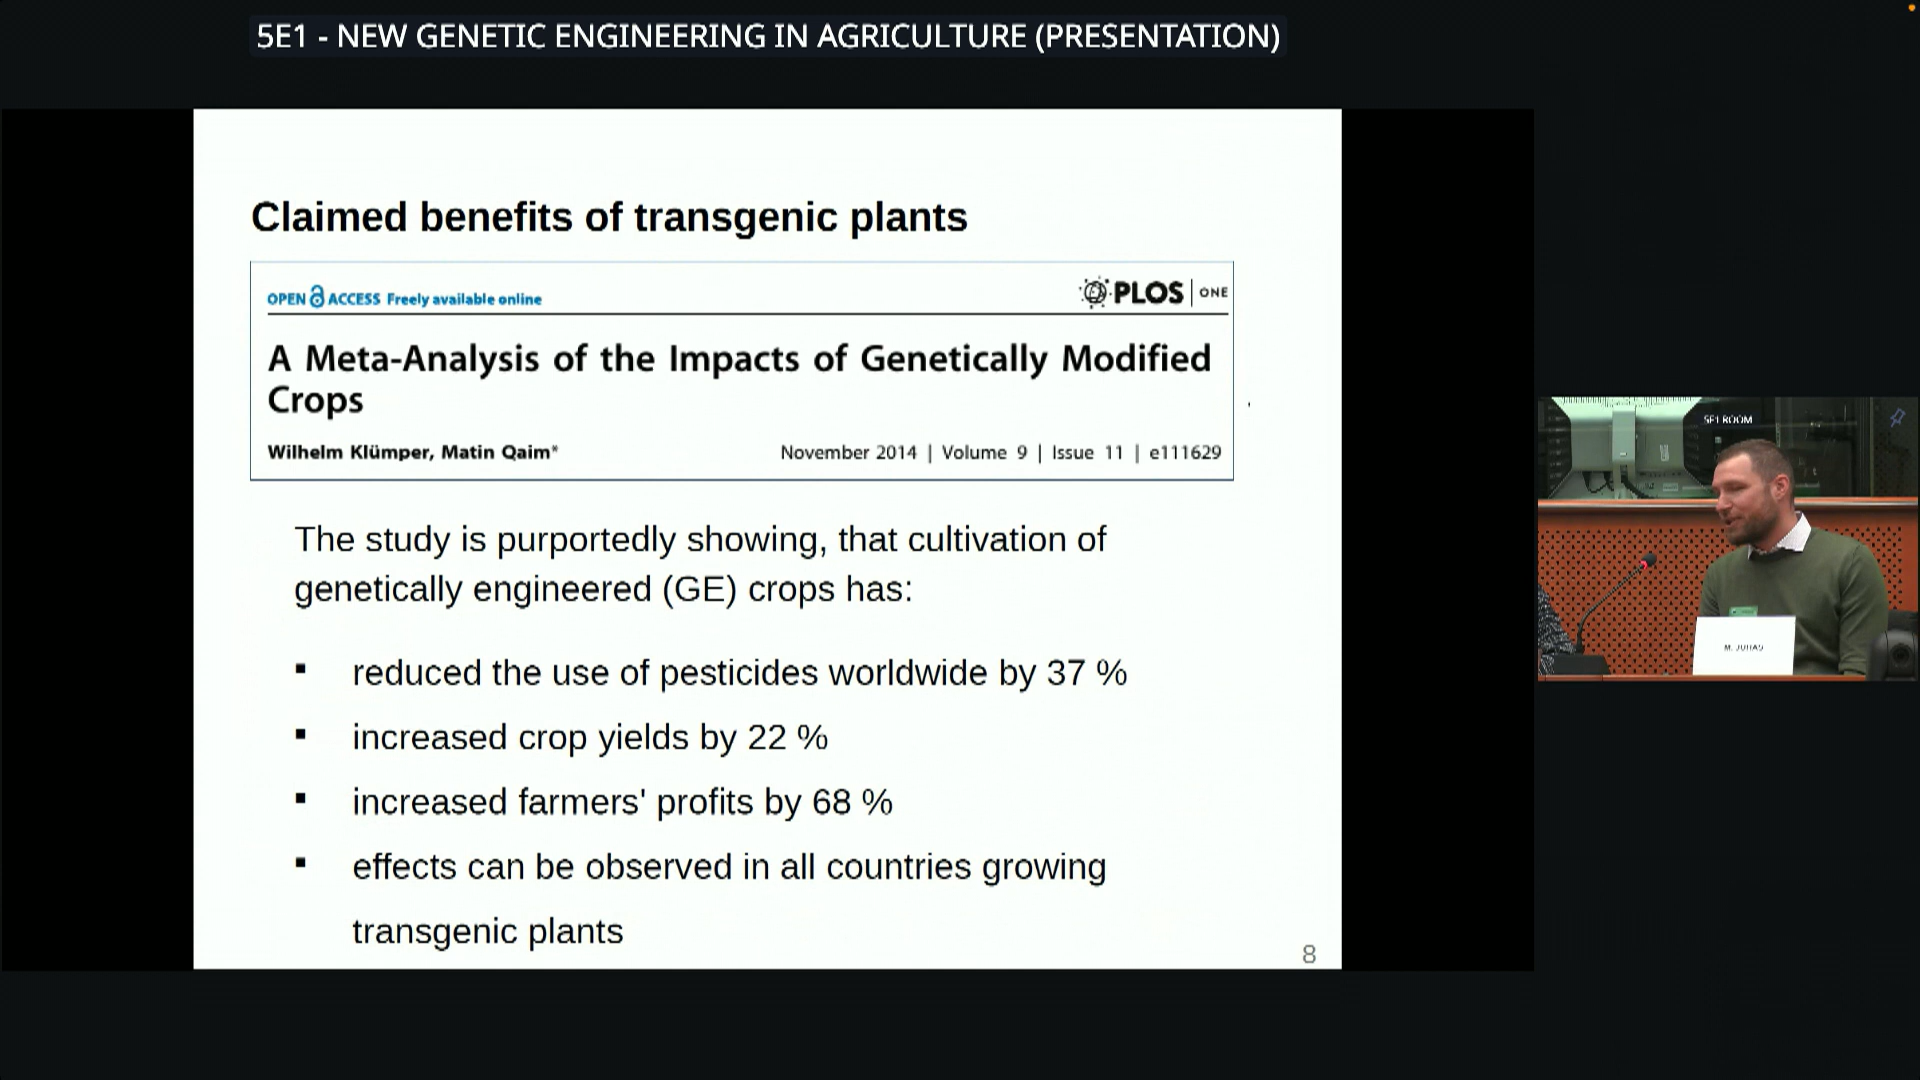 5E1 - NEW GENETIC ENGINEERING IN AGRICULTURE (PRESENTATION)
Claimed benefits of transgenic plants
OPEN ACCESS Freely available online
PLOS ONE
A Meta-Analysis of the Impacts of Genetically Modified
Crops
Wilhelm Klümper, Matin Qaim*
November 2014 | Volume 9 | Issue 11 | e111629
The study is purportedly showing, that cultivation of
genetically engineered (GE) crops has:
▪ reduced the use of pesticides worldwide by 37 %
▪ increased crop yields by 22 %
▪ increased farmers' profits by 68 %
▪ effects can be observed in all countries growing
transgenic plants
8
5E1 ROOM
M.